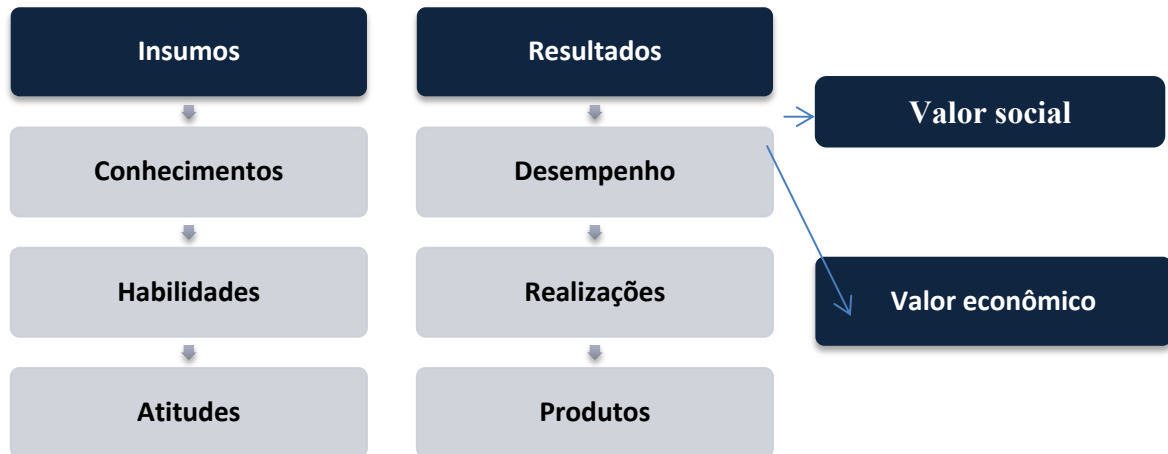 Insumos
Conhecimentos
Habilidades
Atitudes
Resultados
Desempenho
Realizações
Produtos
Valor social
Valor econômico